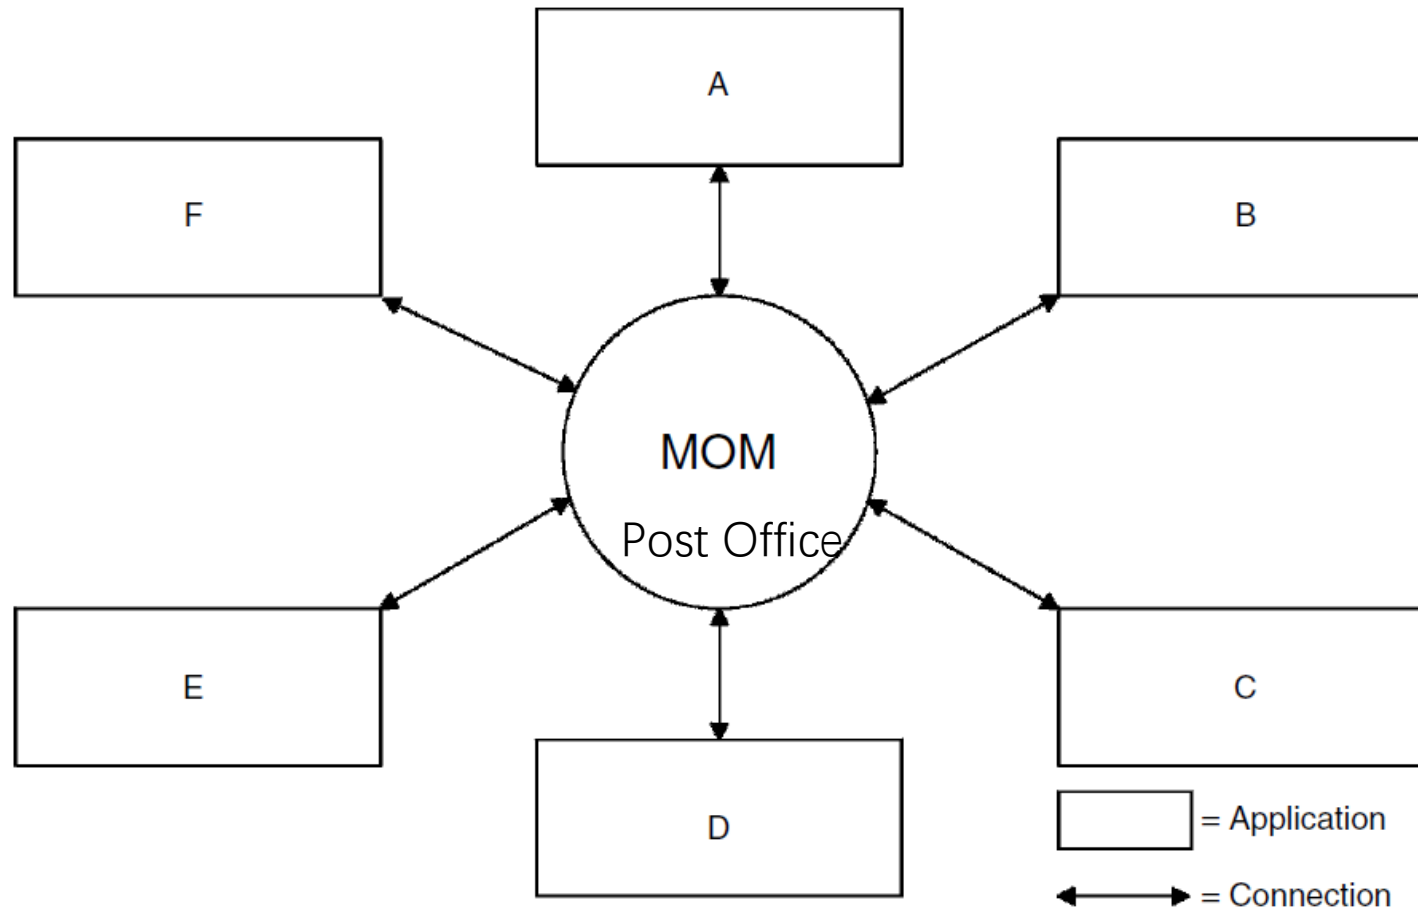 A
F
B
MOM
Post Office
E
C
D
= Application
= Connection